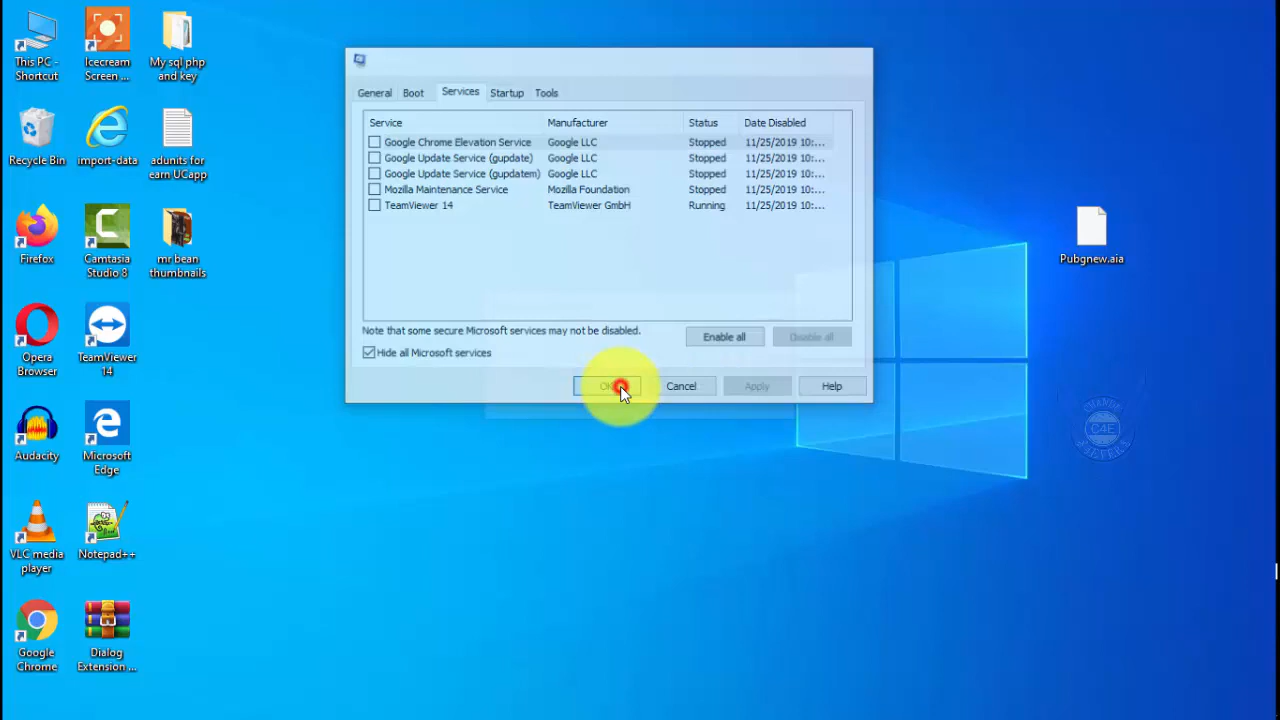 This PC -
Shortcut
Icecream
Screen ...
My sql php
and key
Recycle Bin
import-data
adunits for
earn UCapp
Firefox
Camtasia
Studio 8
mr bean
thumbnails
Opera
Browser
TeamViewer
14
Audacity
Microsoft
Edge
VLC media
player
Notepad++
Google
Chrome
Dialog
Extension ...
General Boot Services Startup Tools
Service Manufacturer Status Date Disabled
Google Chrome Elevation Service Google LLC Stopped 11/25/2019 10:...
Google Update Service (gupdate) Google LLC Stopped 11/25/2019 10:...
Google Update Service (gupdatem) Google LLC Stopped 11/25/2019 10:...
Mozilla Maintenance Service Mozilla Foundation Stopped 11/25/2019 10:...
TeamViewer 14 TeamViewer GmbH Running 11/25/2019 10:...
Note that some secure Microsoft services may not be disabled.
Enable all Disable all
Hide all Microsoft services
OK Cancel Apply Help
Pubgnew.aia
C4E